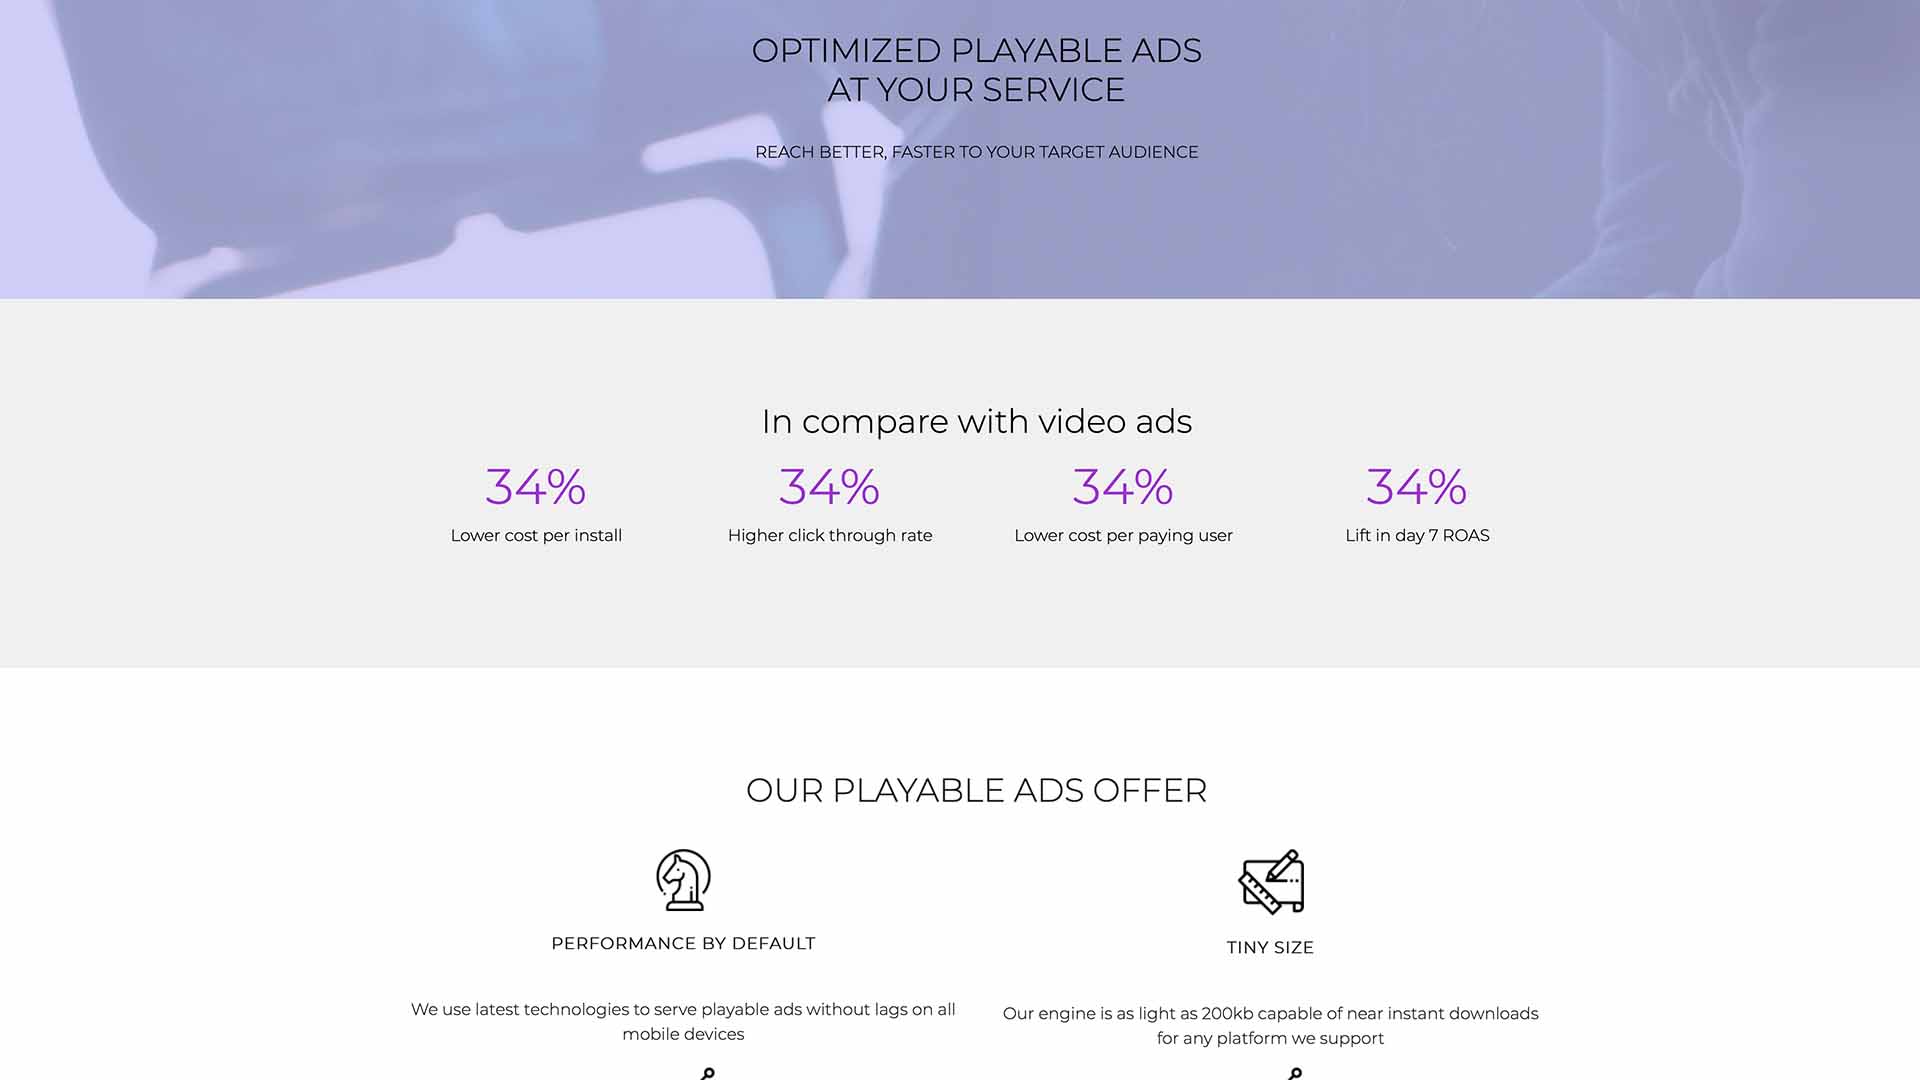 OPTIMIZED PLAYABLE ADS
AT YOUR SERVICE
REACH BETTER, FASTER TO YOUR TARGET AUDIENCE
In compare with video ads
34%
Lower cost per install
34%
Higher click through rate
34%
Lower cost per paying user
34%
Lift in day 7 ROAS
OUR PLAYABLE ADS OFFER
PERFORMANCE BY DEFAULT
We use latest technologies to serve playable ads without lags on all
mobile devices
TINY SIZE
Our engine is as light as 200kb capable of near instant downloads
for any platform we support